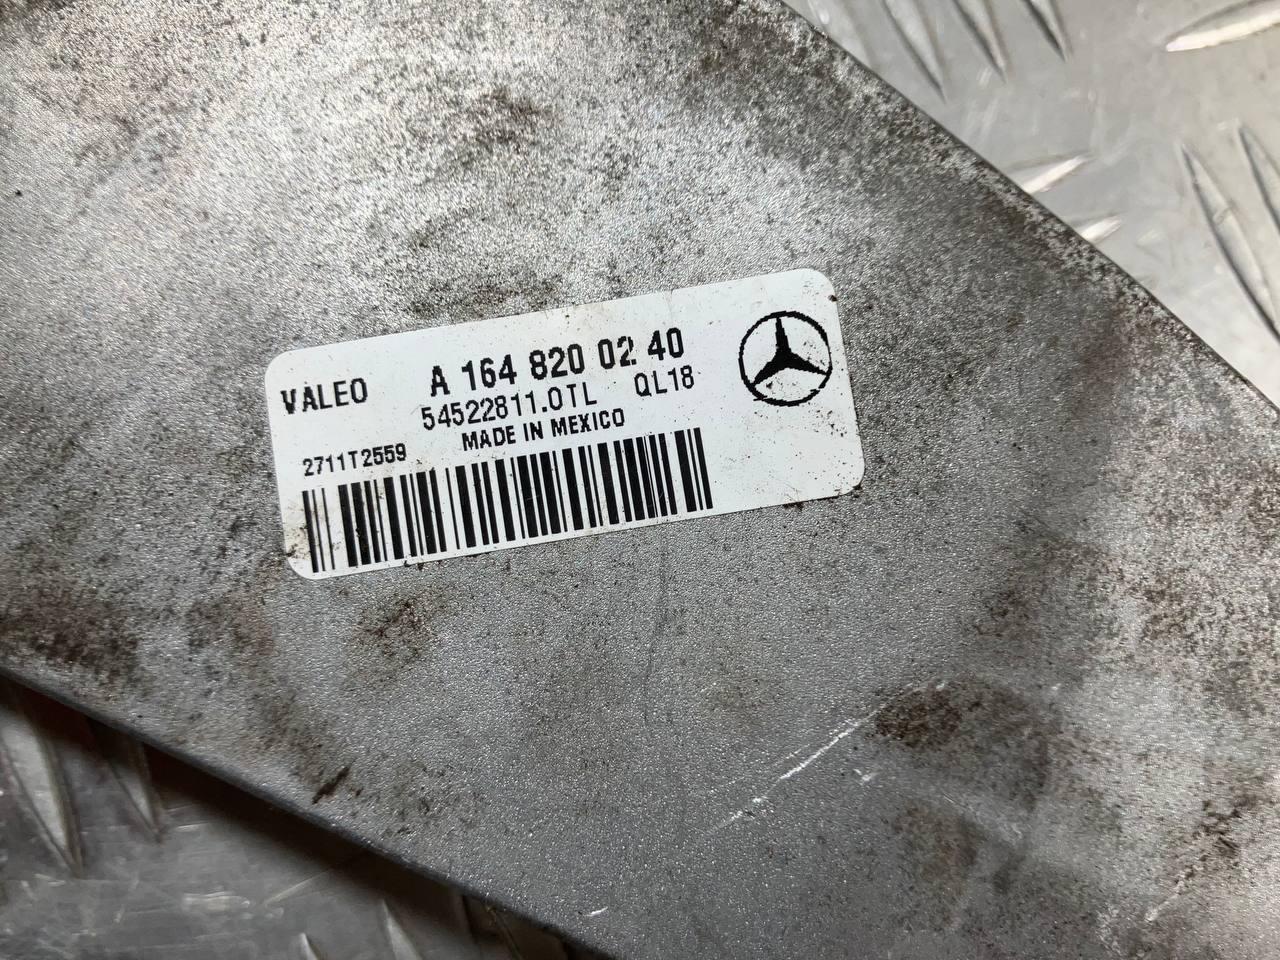 VALEO A 164 820 02 40
54522811.0TL QL18
MADE IN MEXICO
2711T2559